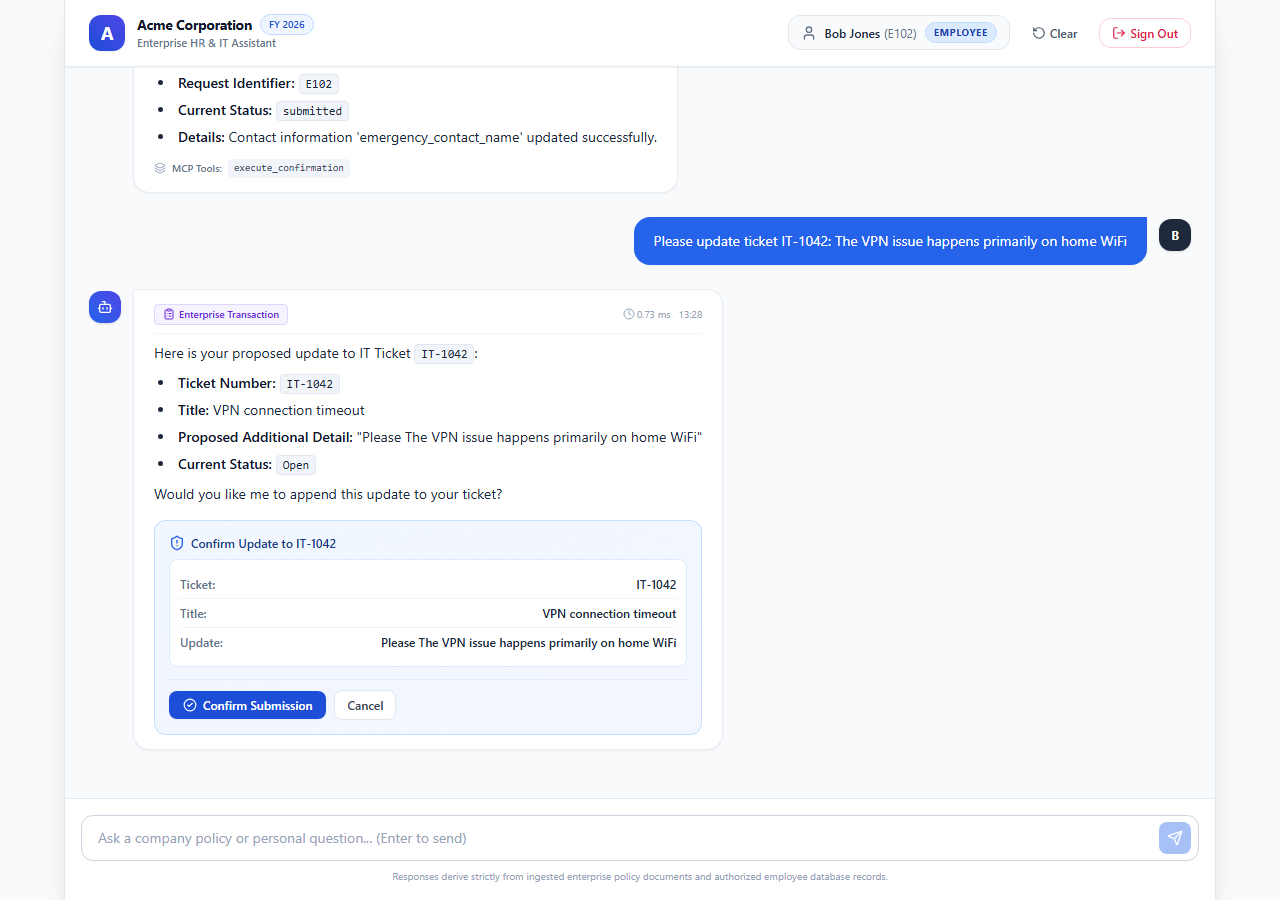 A
Acme Corporation FY 2026
Enterprise HR & IT Assistant
Bob Jones (E102) EMPLOYEE
Clear
Sign Out
• Request Identifier: E102
• Current Status: submitted
• Details: Contact information 'emergency_contact_name' updated successfully.
MCP Tools: execute_confirmation
Please update ticket IT-1042: The VPN issue happens primarily on home WiFi
B
Enterprise Transaction 0.73 ms 13:28
Here is your proposed update to IT Ticket IT-1042 :
• Ticket Number: IT-1042
• Title: VPN connection timeout
• Proposed Additional Detail: "Please The VPN issue happens primarily on home WiFi"
• Current Status: Open
Would you like me to append this update to your ticket?
Confirm Update to IT-1042
Ticket: IT-1042
Title: VPN connection timeout
Update: Please The VPN issue happens primarily on home WiFi
Confirm Submission Cancel
Ask a company policy or personal question... (Enter to send)
Responses derive strictly from ingested enterprise policy documents and authorized employee database records.